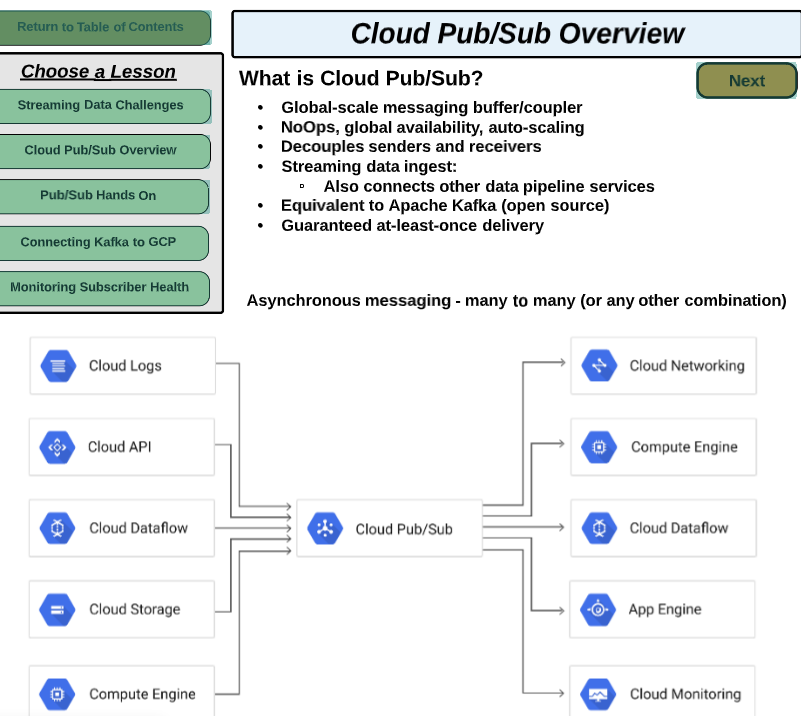 Return to Table of Contents
Choose a Lesson
Streaming Data Challenges
Cloud Pub/Sub Overview
Pub/Sub Hands On
Connecting Kafka to GCP
Monitoring Subscriber Health
Cloud Pub/Sub Overview
What is Cloud Pub/Sub?
Next
• Global-scale messaging buffer/coupler
• NoOps, global availability, auto-scaling
• Decouples senders and receivers
• Streaming data ingest:
▫ Also connects other data pipeline services
• Equivalent to Apache Kafka (open source)
• Guaranteed at-least-once delivery
Asynchronous messaging - many to many (or any other combination)
Cloud Logs
Cloud API
Cloud Dataflow
Cloud Storage
Compute Engine
Cloud Pub/Sub
Cloud Networking
Compute Engine
Cloud Dataflow
App Engine
Cloud Monitoring